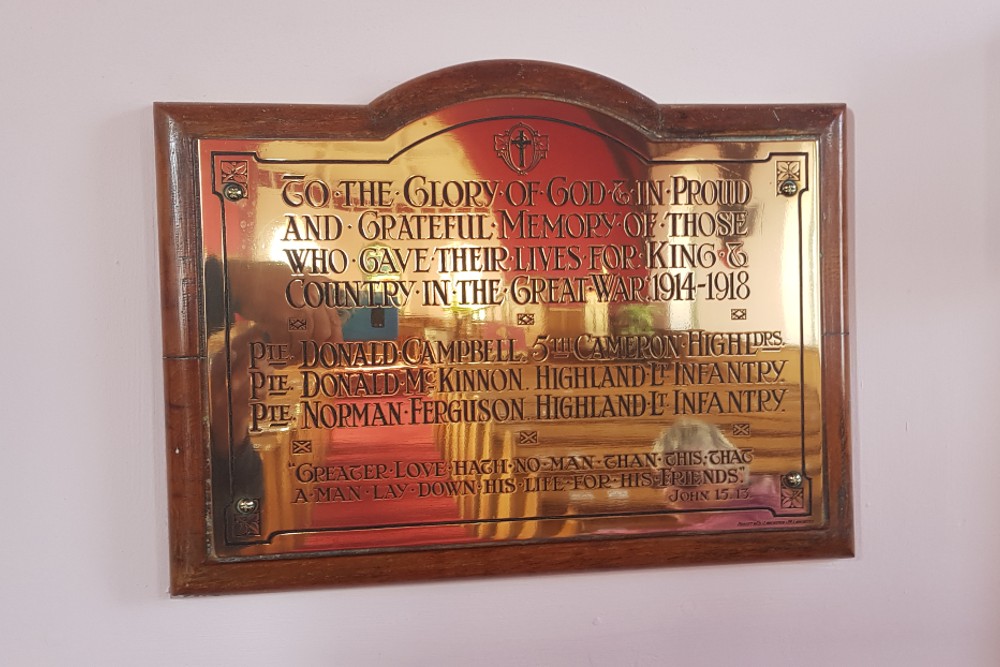 TO·THE·GLORY·OF·GOD·&·IN·PROUD
AND·GRATEFUL·MEMORY·OF·THOSE
WHO·GAVE·THEIR·LIVES·FOR·KING·&
COUNTRY·IN·THE·GREAT·WAR.1914-1918
PTE. DONALD·CAMPBELL. 5TH CAMERON·HIGHLDRS.
PTE. DONALD·MCKINNON. HIGHLAND·LT INFANTRY.
PTE. NORMAN·FERGUSON. HIGHLAND·LT INFANTRY.
"GREATER·LOVE·HATH·NO·MAN·THAN·THIS·THAT
A·MAN·LAY·DOWN·HIS·LIFE·FOR·HIS·FRIENDS."
JOHN 15.13.